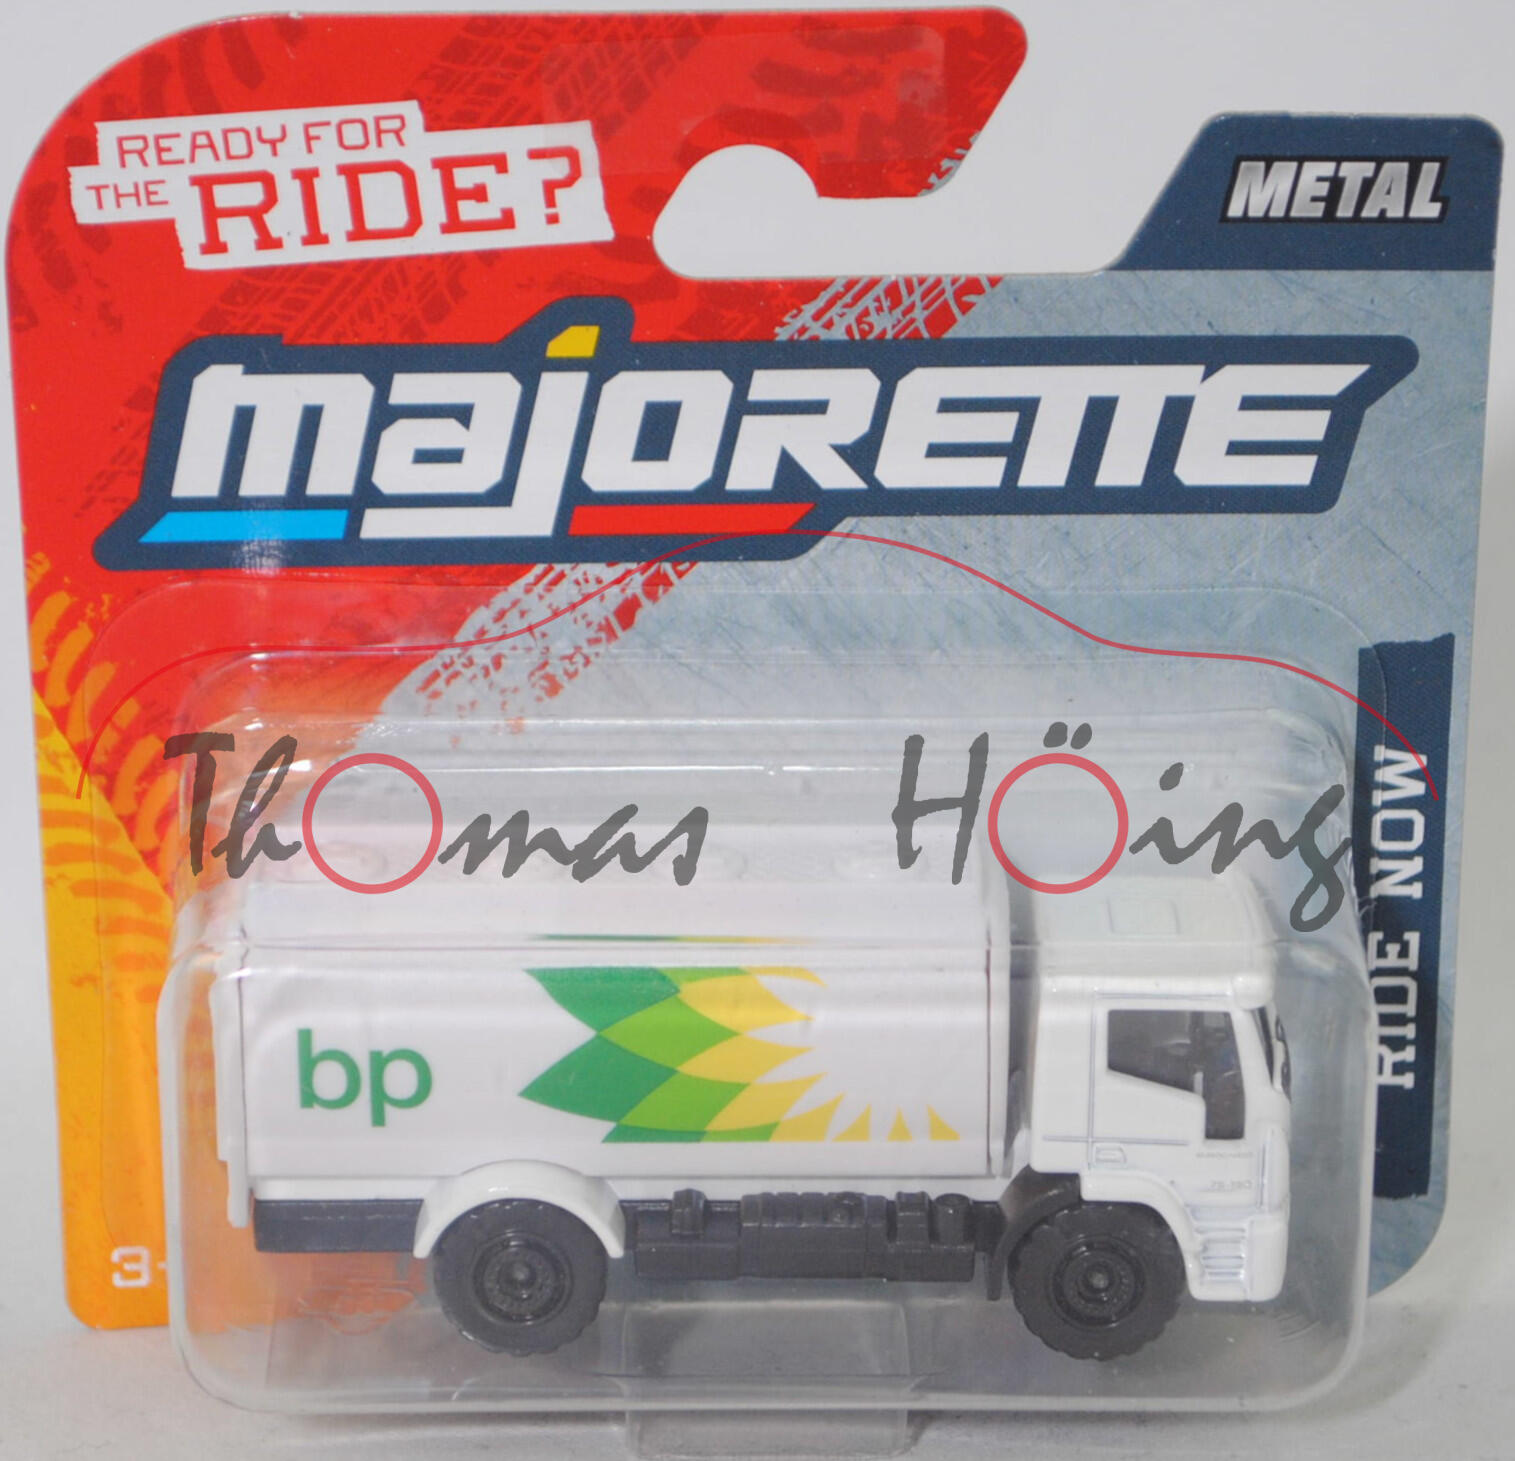 READY FOR
THE RIDE?
METAL
majorette
Thomas Höing
RIDE NOW
bp
3+